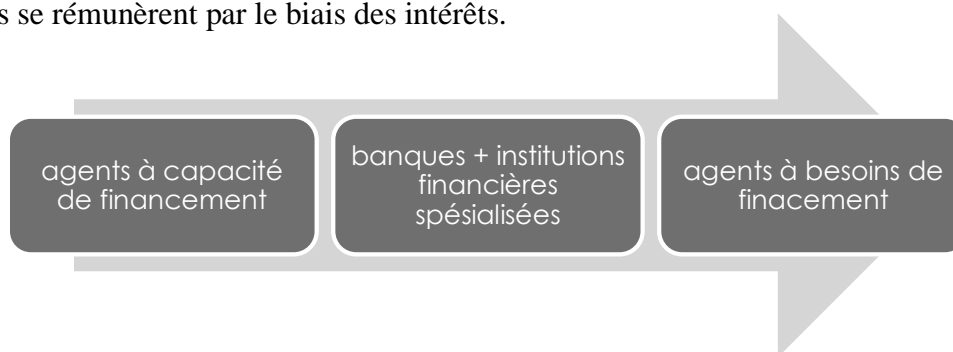 s se rémunèrent par le biais des intérêts.
agents à capacité
de financement
banques + institutions
financières
spésialisées
agents à besoins de
finacement